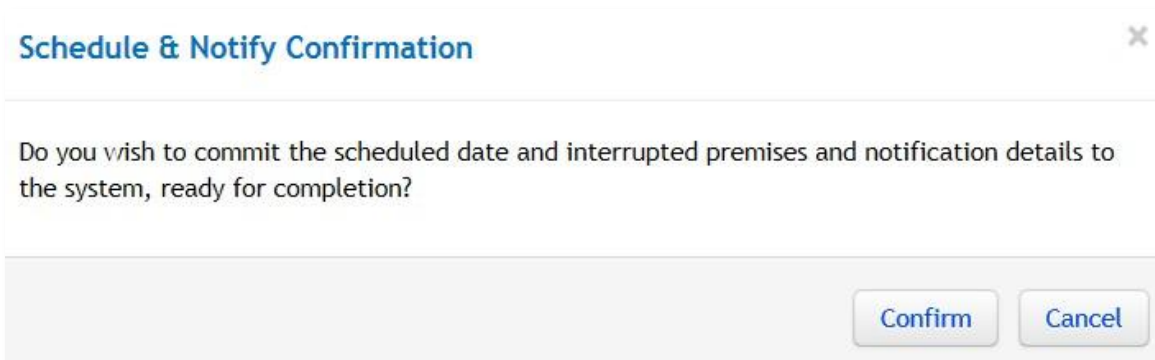 Schedule & Notify Confirmation
×
Do you wish to commit the scheduled date and interrupted premises and notification details to
the system, ready for completion?
Confirm Cancel